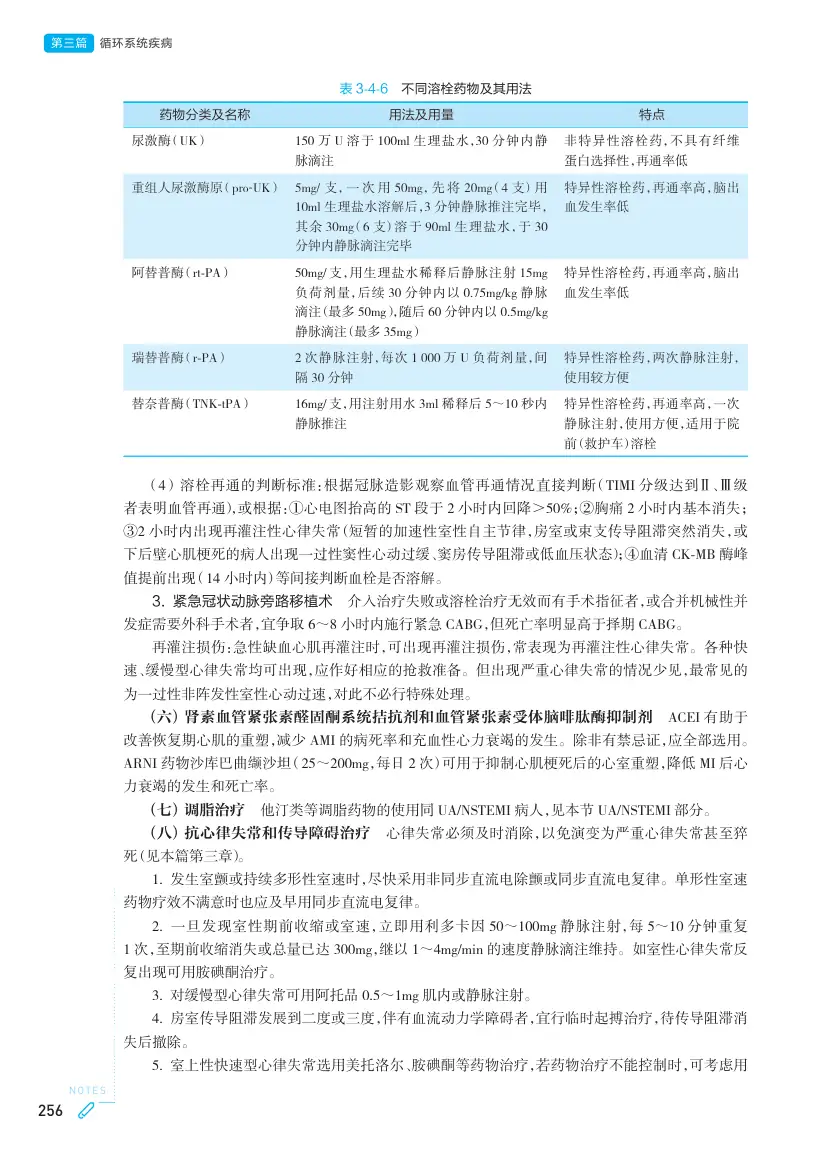 第三篇 循环系统疾病
表 3-4-6 不同溶栓药物及其用法
药物分类及名称 用法及用量 特点
尿激酶（UK） 150 万 U 溶于 100ml 生理盐水,30 分钟内静 非特异性溶栓药,不具有纤维
脉滴注 蛋白选择性,再通率低
重组人尿激酶原（pro-UK） 5mg/ 支,一次用 50mg,先将 20mg（4 支）用 特异性溶栓药,再通率高,脑出
10ml 生理盐水溶解后,3 分钟静脉推注完毕, 血发生率低
其余 30mg（6 支）溶于 90ml 生理盐水,于 30
分钟内静脉滴注完毕
阿替普酶（rt-PA） 50mg/ 支,用生理盐水稀释后静脉注射 15mg 特异性溶栓药,再通率高,脑出
负荷剂量,后续 30 分钟内以 0.75mg/kg 静脉 血发生率低
滴注（最多 50mg）,随后 60 分钟内以 0.5mg/kg
静脉滴注（最多 35mg）
瑞替普酶（r-PA） 2 次静脉注射,每次 1 000 万 U 负荷剂量,间 特异性溶栓药,两次静脉注射,
隔 30 分钟 使用较方便
替奈普酶（TNK-tPA） 16mg/ 支,用注射用水 3ml 稀释后 5～10 秒内 特异性溶栓药,再通率高,一次
静脉推注 静脉注射,使用方便,适用于院
前（救护车）溶栓
（4）溶栓再通的判断标准：根据冠脉造影观察血管再通情况直接判断（TIMI 分级达到Ⅱ、Ⅲ级
者表明血管再通）,或根据：①心电图抬高的 ST 段于 2 小时内回降＞50%；②胸痛 2 小时内基本消失；
③2 小时内出现再灌注性心律失常（短暂的加速性室性自主节律,房室或束支传导阻滞突然消失,或
下后壁心肌梗死的病人出现一过性窦性心动过缓、窦房传导阻滞或低血压状态）；④血清 CK-MB 酶峰
值提前出现（14 小时内）等间接判断血栓是否溶解。
3. 紧急冠状动脉旁路移植术 介入治疗失败或溶栓治疗无效而有手术指征者,或合并机械性并
发症需要外科手术者,宜争取 6～8 小时内施行紧急 CABG,但死亡率明显高于择期 CABG。
再灌注损伤：急性缺血心肌再灌注时,可出现再灌注损伤,常表现为再灌注性心律失常。各种快
速、缓慢型心律失常均可出现,应作好相应的抢救准备。但出现严重心律失常的情况少见,最常见的
为一过性非阵发性室性心动过速,对此不必行特殊处理。
（六）肾素血管紧张素醛固酮系统拮抗剂和血管紧张素受体脑啡肽酶抑制剂 ACEI 有助于
改善恢复期心肌的重塑,减少 AMI 的病死率和充血性心力衰竭的发生。除非有禁忌证,应全部选用。
ARNI 药物沙库巴曲缬沙坦（25～200mg,每日 2 次）可用于抑制心肌梗死后的心室重塑,降低 MI 后心
力衰竭的发生和死亡率。
（七）调脂治疗 他汀类等调脂药物的使用同 UA/NSTEMI 病人,见本节 UA/NSTEMI 部分。
（八）抗心律失常和传导障碍治疗 心律失常必须及时消除,以免演变为严重心律失常甚至猝
死（见本篇第三章）。
1. 发生室颤或持续多形性室速时,尽快采用非同步直流电除颤或同步直流电复律。单形性室速
药物疗效不满意时也应及早用同步直流电复律。
2. 一旦发现室性期前收缩或室速,立即用利多卡因 50～100mg 静脉注射,每 5～10 分钟重复
1 次,至期前收缩消失或总量已达 300mg,继以 1～4mg/min 的速度静脉滴注维持。如室性心律失常反
复出现可用胺碘酮治疗。
3. 对缓慢型心律失常可用阿托品 0.5～1mg 肌内或静脉注射。
4. 房室传导阻滞发展到二度或三度,伴有血流动力学障碍者,宜行临时起搏治疗,待传导阻滞消
失后撤除。
5. 室上性快速型心律失常选用美托洛尔、胺碘酮等药物治疗,若药物治疗不能控制时,可考虑用
NOTES
256